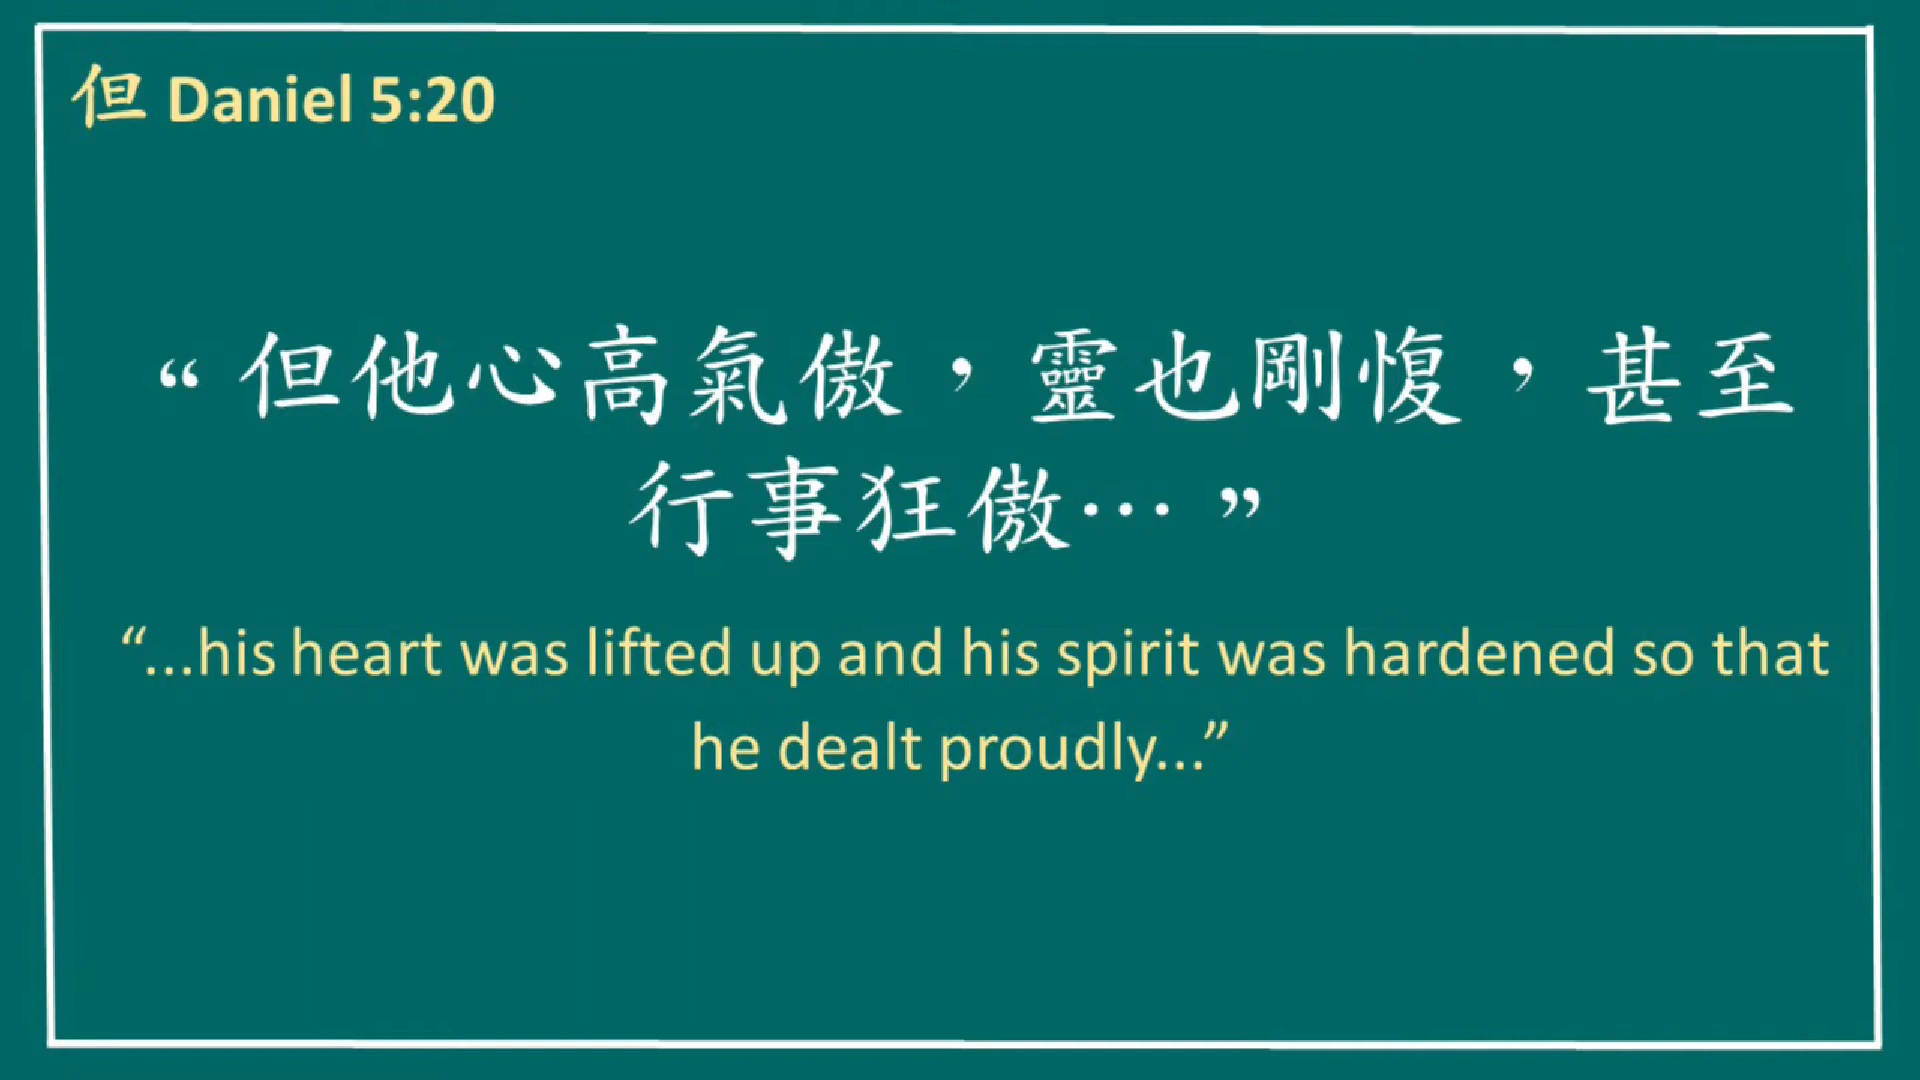 但 Daniel 5:20
“但他心高氣傲，靈也剛愎，甚至
行事狂傲…”
“...his heart was lifted up and his spirit was hardened so that
he dealt proudly...”